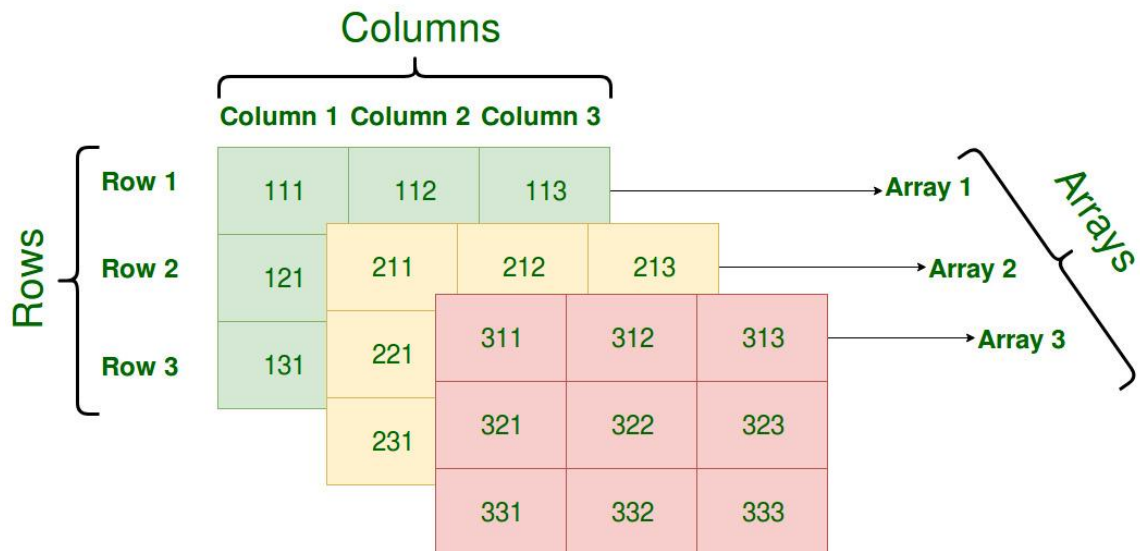 Columns
Column 1 Column 2 Column 3
Rows
Row 1
Row 2
Row 3
111 112 113
121
131
211 212 213
221
231
311 312 313
321 322 323
331 332 333
Array 1
Array 2
Array 3
Arrays